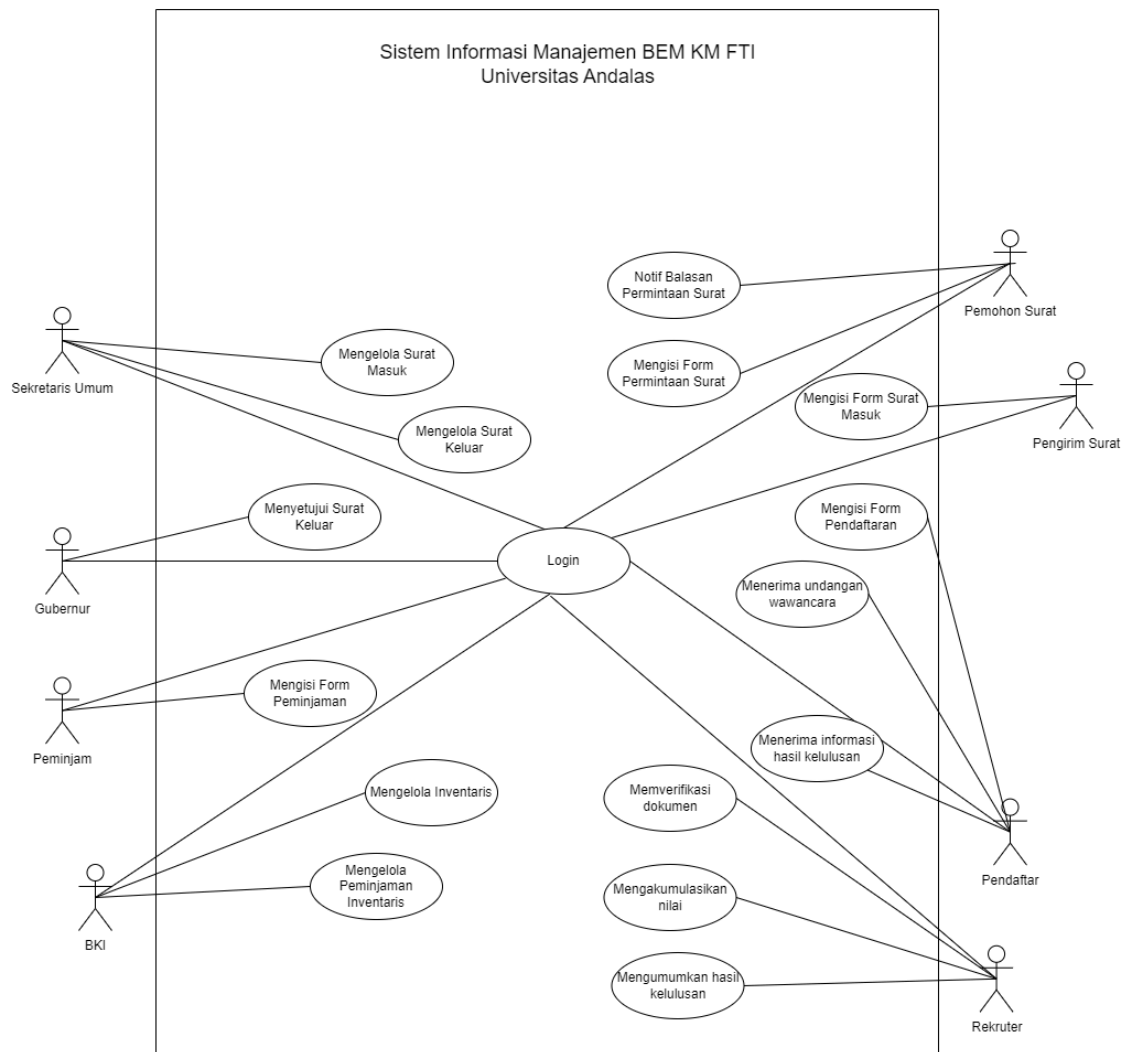 Sistem Informasi Manajemen BEM KM FTI
Universitas Andalas
Notif Balasan
Permintaan Surat
Pemohon Surat
Mengelola Surat
Masuk
Sekretaris Umum
Mengisi Form
Permintaan Surat
Mengisi Form Surat
Masuk
Pengirim Surat
Mengelola Surat
Keluar
Menyetujui Surat
Keluar
Mengisi Form
Pendaftaran
Login
Gubernur
Menerima undangan
wawancara
Mengisi Form
Peminjaman
Peminjam
Menerima informasi
hasil kelulusan
Mengelola Inventaris
Memverifikasi
dokumen
Pendaftar
Mengelola
Peminjaman
Inventaris
BKI
Mengakumulasikan
nilai
Mengumumkan hasil
kelulusan
Rekruter